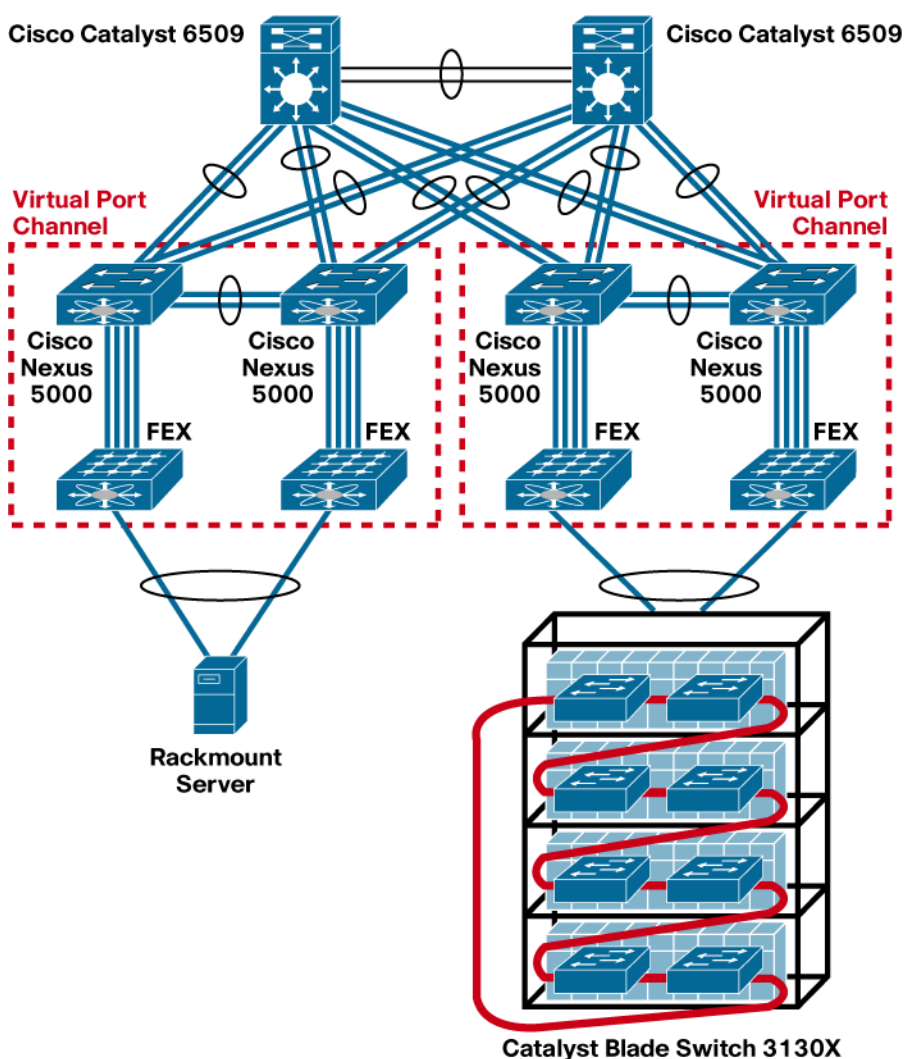 Cisco Catalyst 6509
Cisco Catalyst 6509
Virtual Port
Channel
Virtual Port
Channel
Cisco
Nexus
5000
Cisco
Nexus
5000
Cisco
Nexus
5000
Cisco
Nexus
5000
FEX
FEX
FEX
FEX
Rackmount
Server
Catalyst Blade Switch 3130X